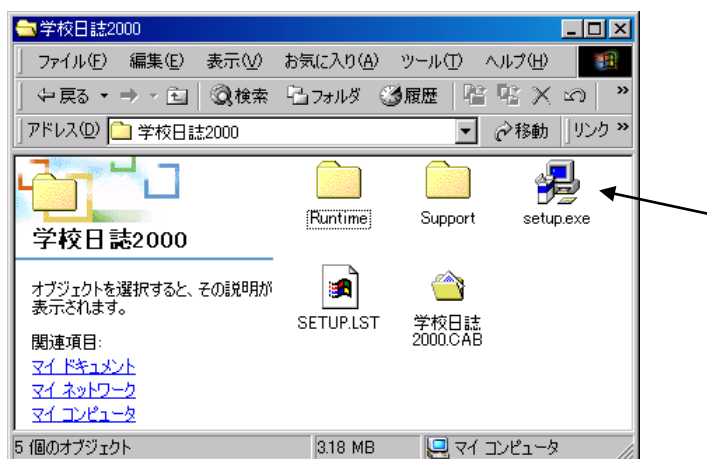 学校日誌2000
ファイル(F) 編集(E) 表示(V) お気に入り(A) ツール(T) ヘルプ(H)
戻る 検索 フォルダ 履歴 »
アドレス(D) 学校日誌2000 移動 リンク »
学校日誌2000
オブジェクトを選択すると、その説明が
表示されます。
関連項目:
マイ ドキュメント
マイ ネットワーク
マイ コンピュータ
Runtime Support setup.exe
SETUP.LST 学校日誌
2000.CAB
5 個のオブジェクト 3.18 MB マイ コンピュータ